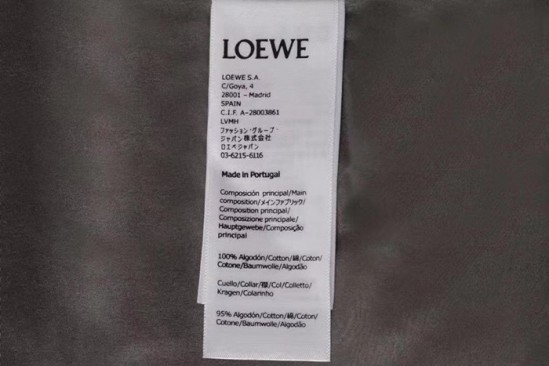 LOEWE
LOEWE S.A.
C/Goya, 4
28001 - Madrid
SPAIN
C.I.F. A-28003861
LVMH
ファッション・グループ・
ジャパン株式会社
ロエベジャパン
03-6215-6116
Made in Portugal
Composición principal/Main
composition/メインファブリック/
Composition principal/
Composizione principale/
Hauptgewebe/Composição
principal
100% Algodón/Cotton/綿/Coton/
Cotone/Baumwolle/Algodão
Cuello/Collar/襟/Col/Colletto/
Kragen/Colarinho
95% Algodón/Cotton/綿/Coton/
Cotone/Baumwolle/Algodão